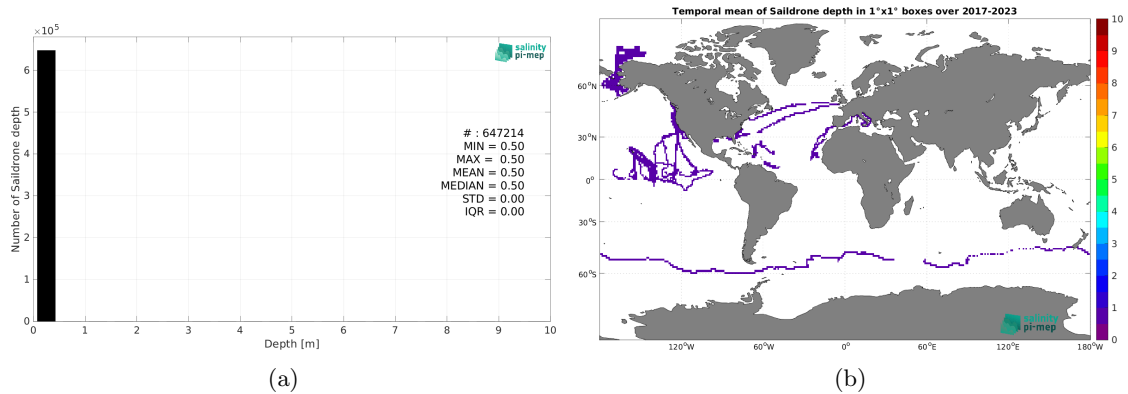 ×10⁵
6
5
4
3
2
1
0
Number of Saildrone depth
0 1 2 3 4 5 6 7 8 9 10
Depth [m]
salinity
pi-mep
# : 647214
MIN = 0.50
MAX = 0.50
MEAN = 0.50
MEDIAN = 0.50
STD = 0.00
IQR = 0.00
(a)
Temporal mean of Saildrone depth in 1°x1° boxes over 2017-2023
60°N
30°N
0°
30°S
60°S
120°W 60°W 0° 60°E 120°E 180°W
salinity
pi-mep
10
9
8
7
6
5
4
3
2
1
0
(b)